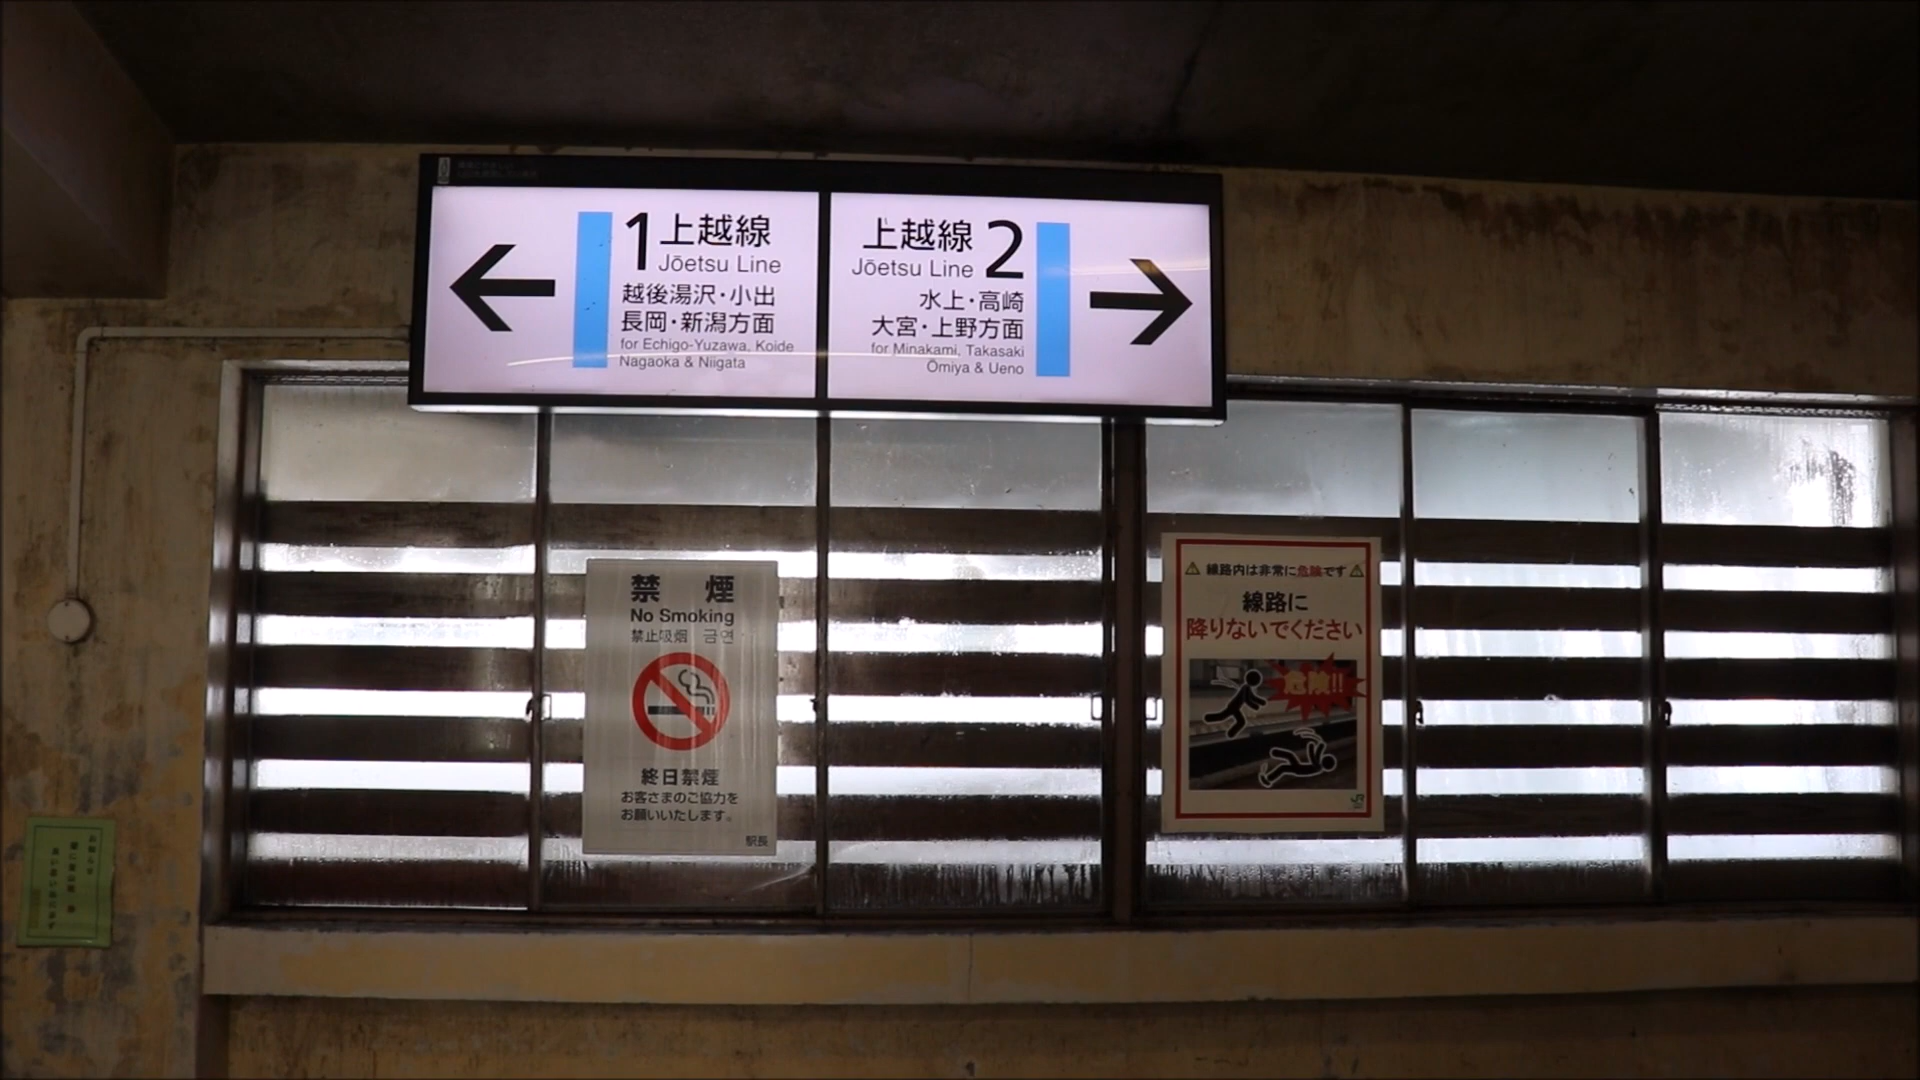 1 上越線
Jōetsu Line
越後湯沢・小出
長岡・新潟方面
for Echigo-Yuzawa, Koide
Nagaoka & Niigata
上越線 2
Jōetsu Line
水上・高崎
大宮・上野方面
for Minakami, Takasaki
Ōmiya & Ueno
禁 煙
No Smoking
禁止吸烟 금연
終日禁煙
お客さまのご協力を
お願いいたします。
駅長
線路内は非常に危険です
線路に
降りないでください
危険!!
JR
お知らせ